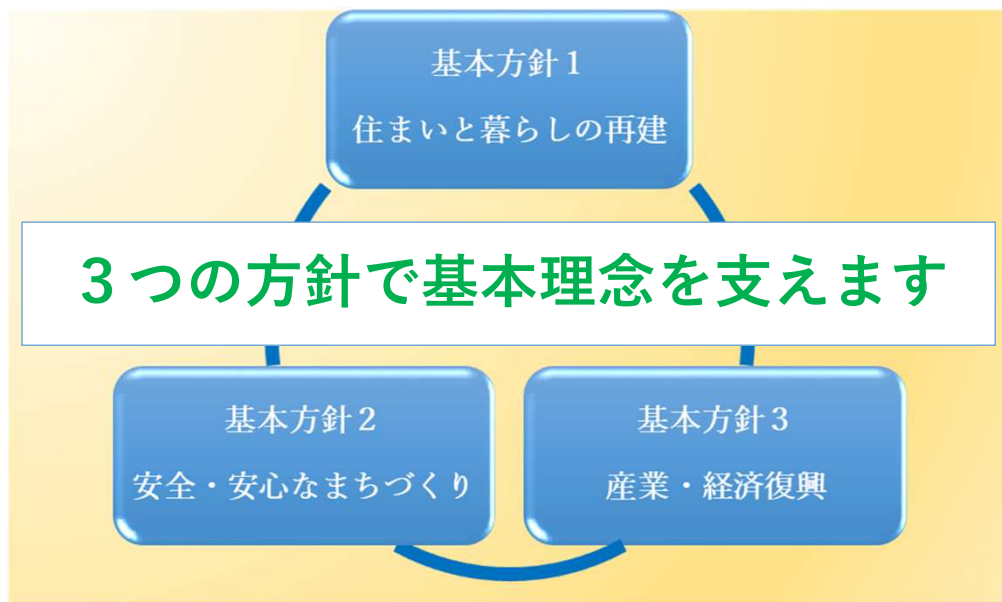 基本方針1
住まいと暮らしの再建
3つの方針で基本理念を支えます
基本方針2
安全・安心なまちづくり
基本方針3
産業・経済復興